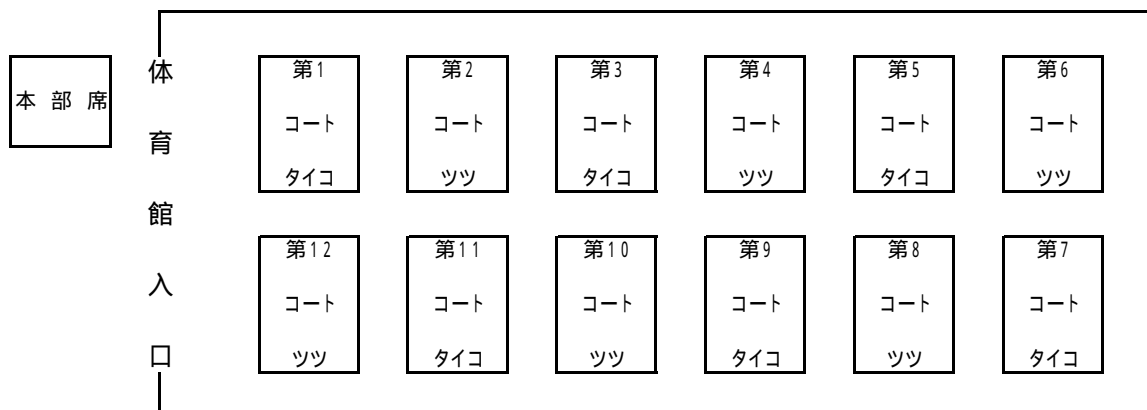 本部席
体育館入口
第1
コート
タイコ
第2
コート
ツツ
第3
コート
タイコ
第4
コート
ツツ
第5
コート
タイコ
第6
コート
ツツ
第12
コート
ツツ
第11
コート
タイコ
第10
コート
ツツ
第9
コート
タイコ
第8
コート
ツツ
第7
コート
タイコ